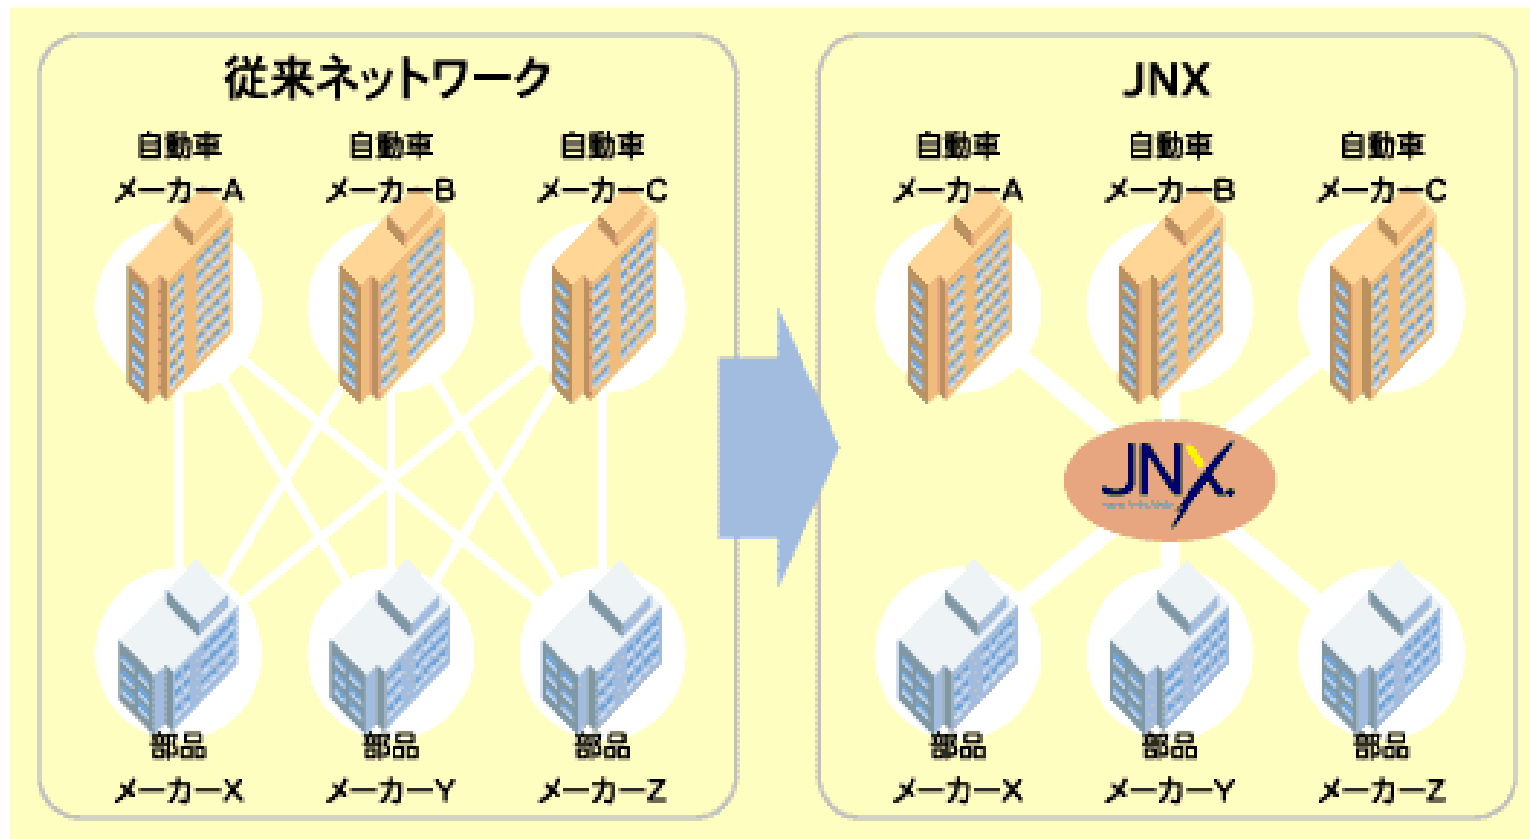 従来ネットワーク
自動車
メーカーA
自動車
メーカーB
自動車
メーカーC
部品
メーカーX
部品
メーカーY
部品
メーカーZ
JNX
自動車
メーカーA
自動車
メーカーB
自動車
メーカーC
JNX
部品
メーカーX
部品
メーカーY
部品
メーカーZ